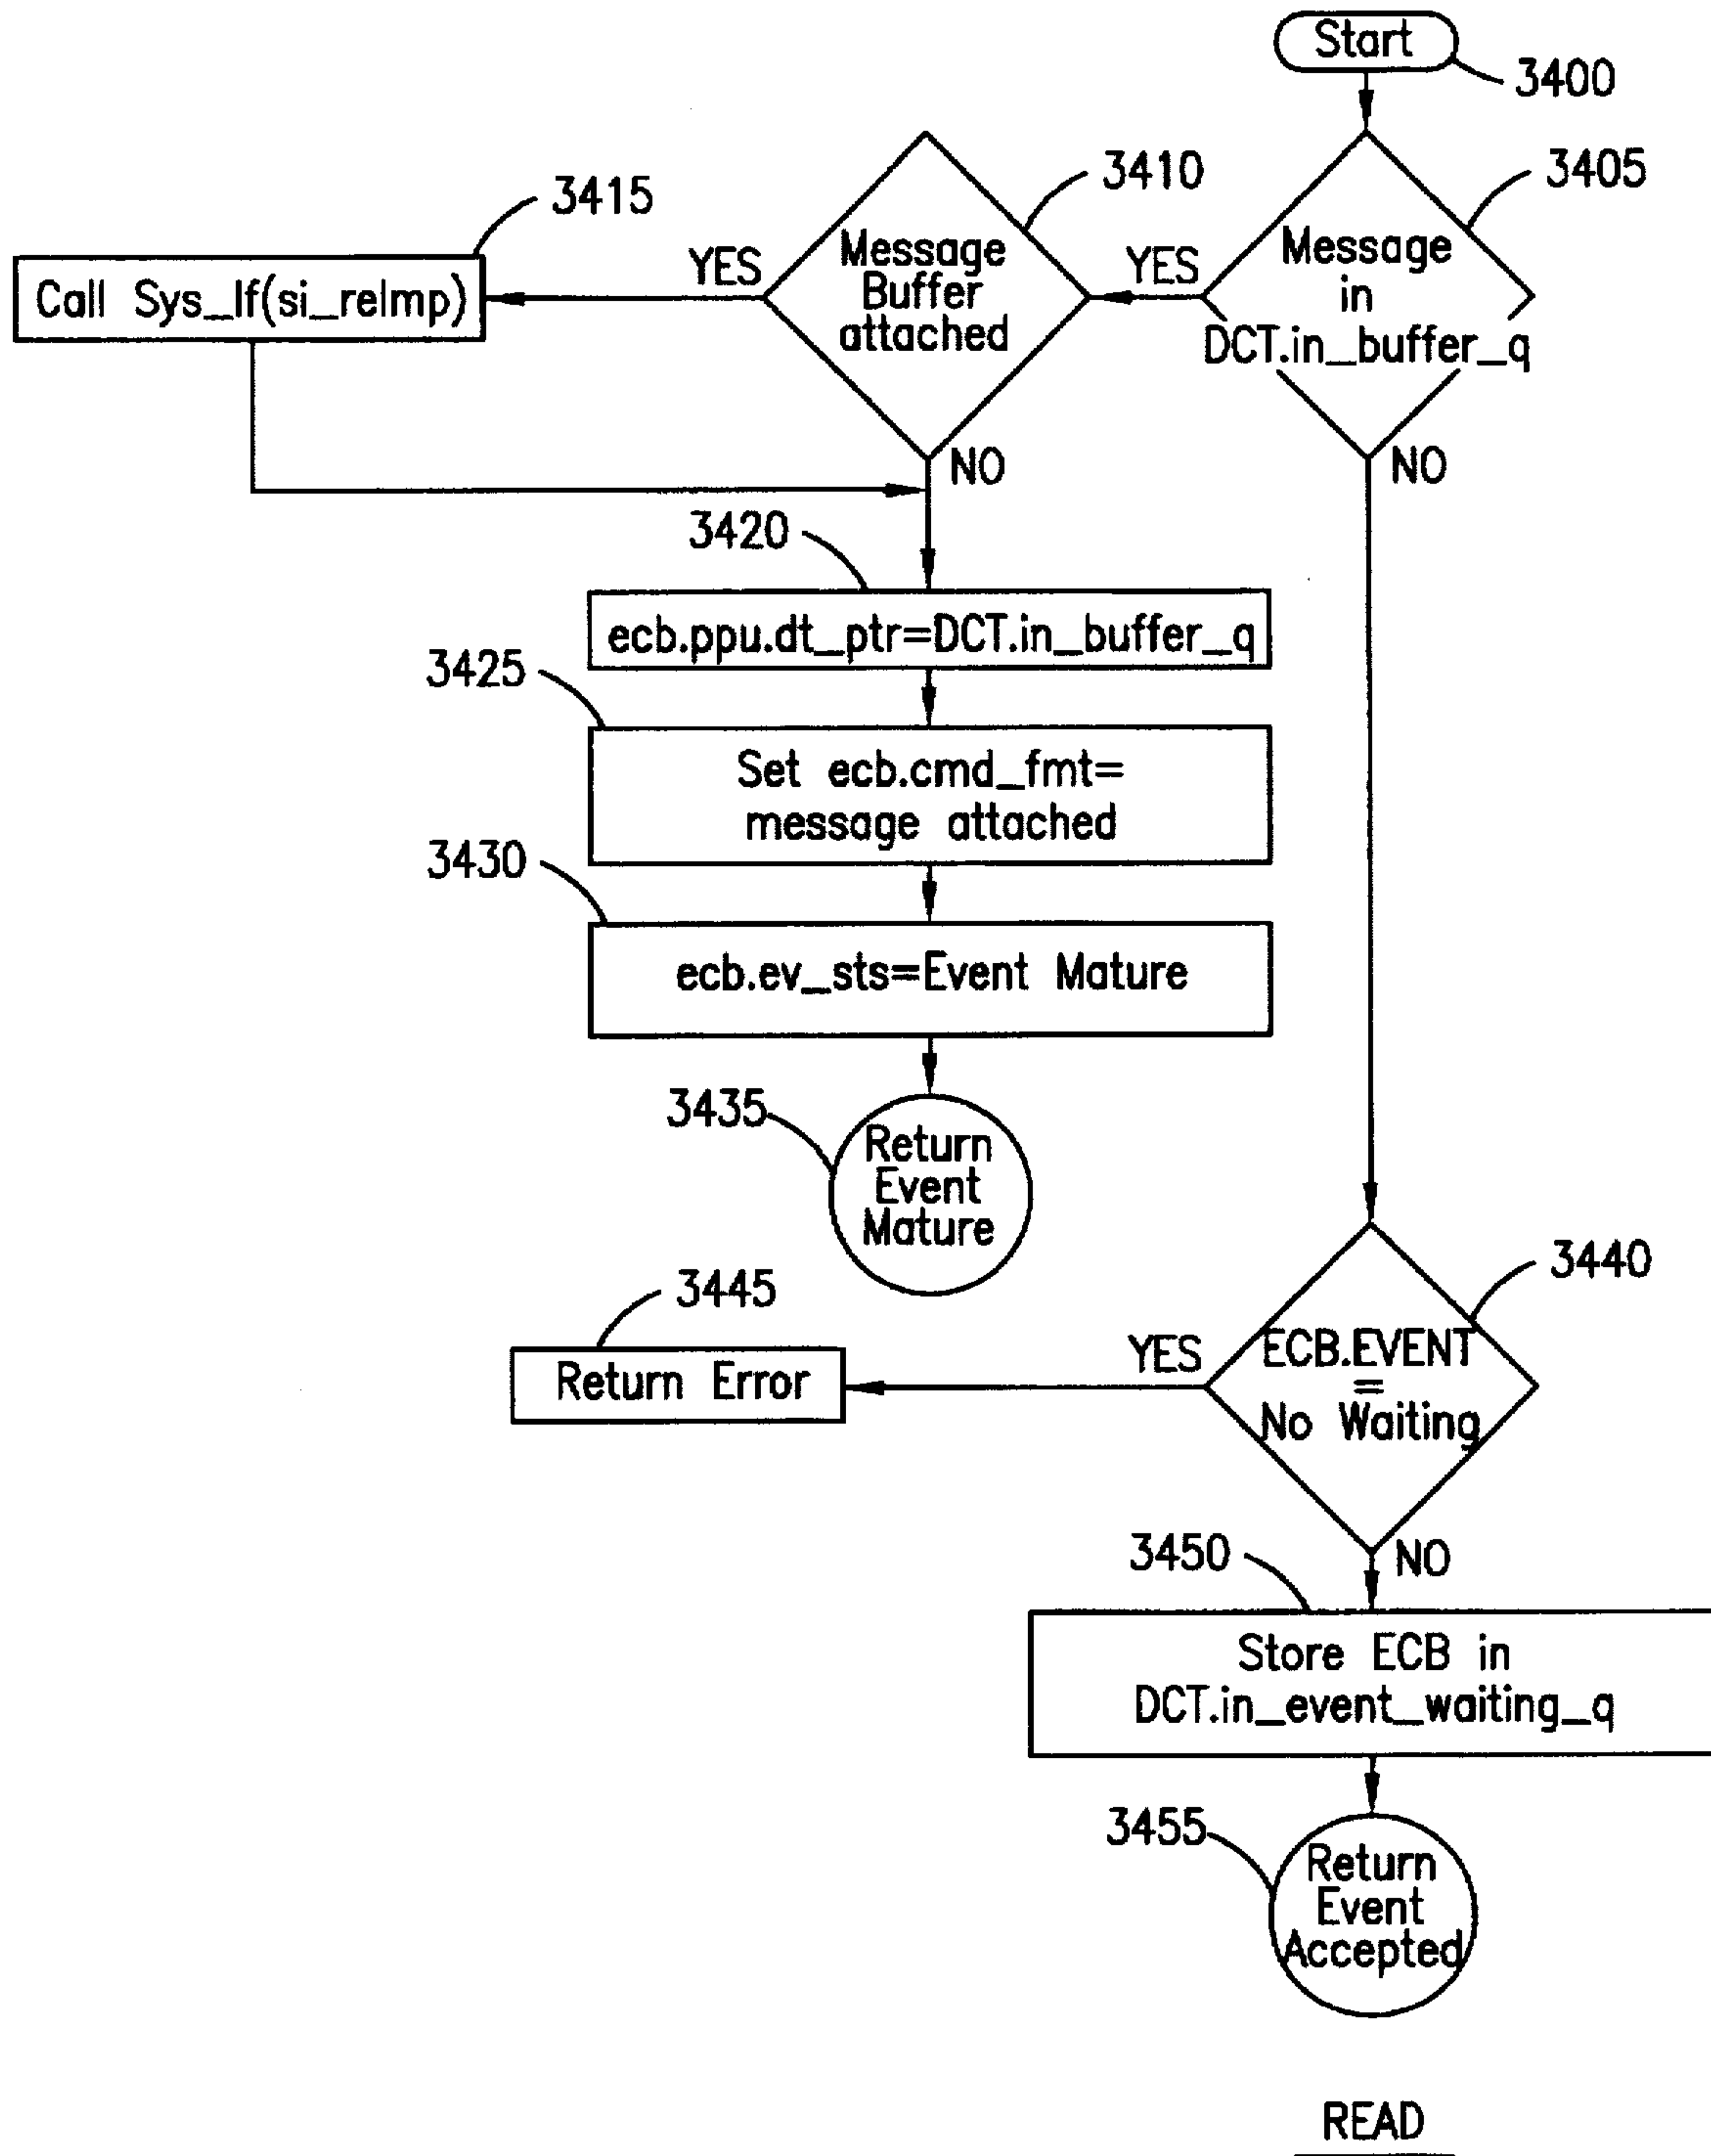 Start
3400
3405
Message
in
DCT.in_buffer_q
YES
NO
3410
Message
Buffer
attached
YES
NO
3415
Call Sys_If(si_relmp)
3420
ecb.ppu.dt_ptr=DCT.in_buffer_q
3425
Set ecb.cmd_fmt=
message attached
3430
ecb.ev_sts=Event Mature
3435
Return
Event
Mature
3440
ECB.EVENT
=
No Waiting
YES
NO
3445
Return Error
3450
Store ECB in
DCT.in_event_waiting_q
3455
Return
Event
Accepted
READ